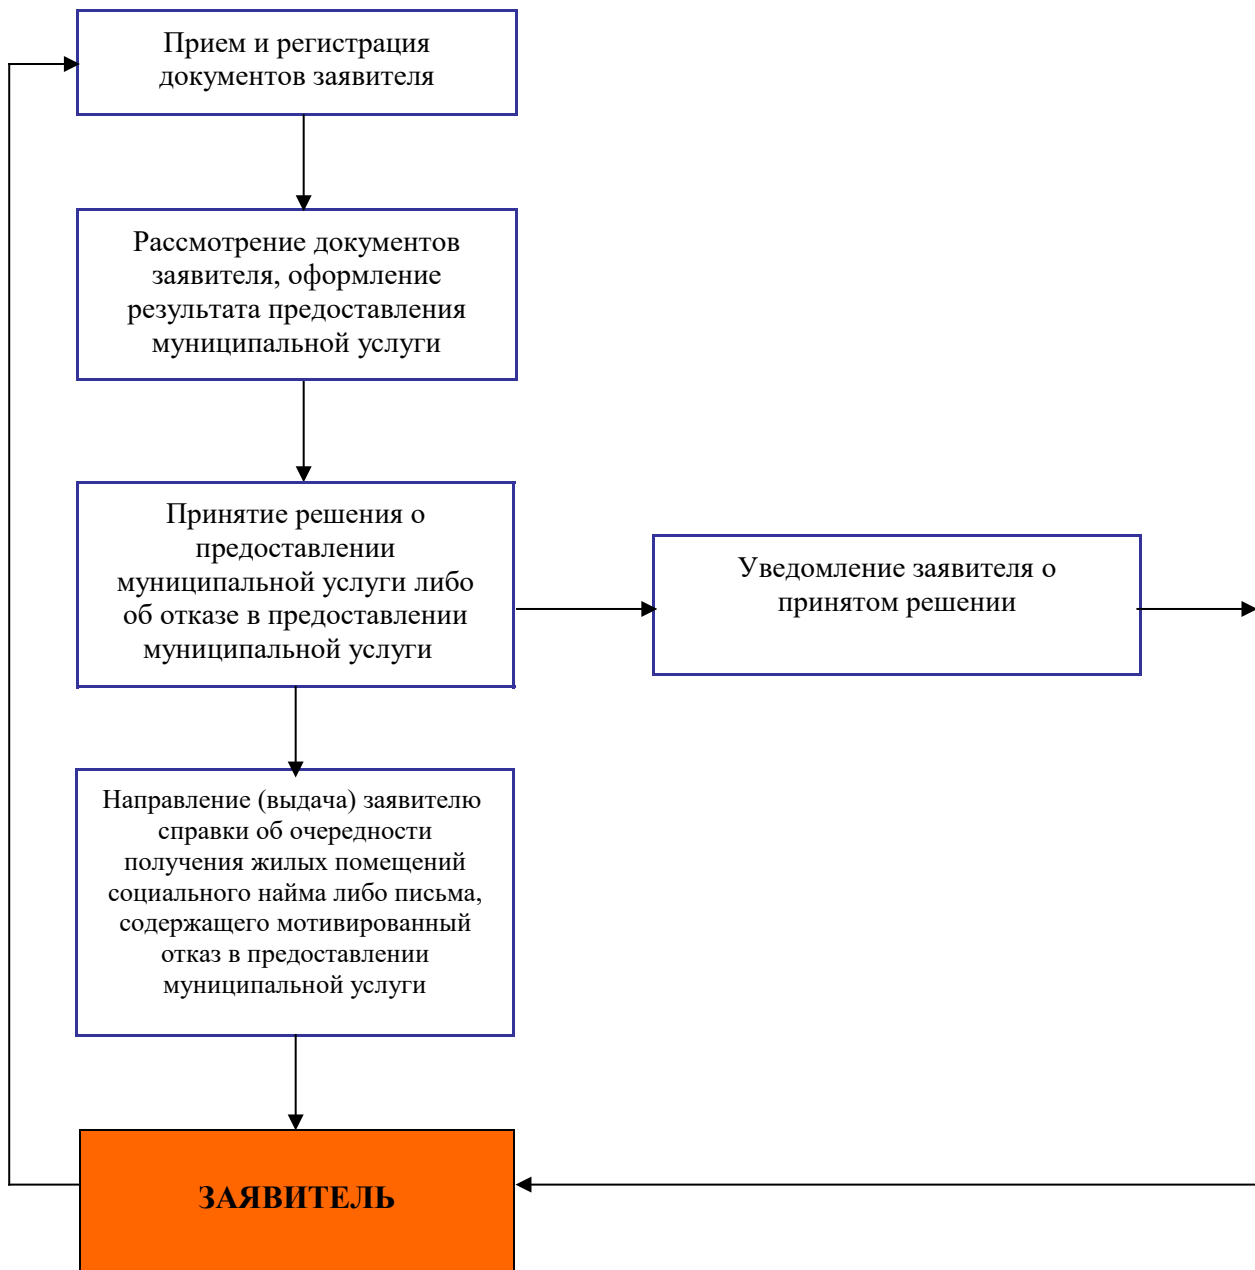 Прием и регистрация
документов заявителя
Рассмотрение документов
заявителя, оформление
результата предоставления
муниципальной услуги
Принятие решения о
предоставлении
муниципальной услуги либо
об отказе в предоставлении
муниципальной услуги
Уведомление заявителя о
принятом решении
Направление (выдача) заявителю
справки об очередности
получения жилых помещений
социального найма либо письма,
содержащего мотивированный
отказ в предоставлении
муниципальной услуги
ЗАЯВИТЕЛЬ